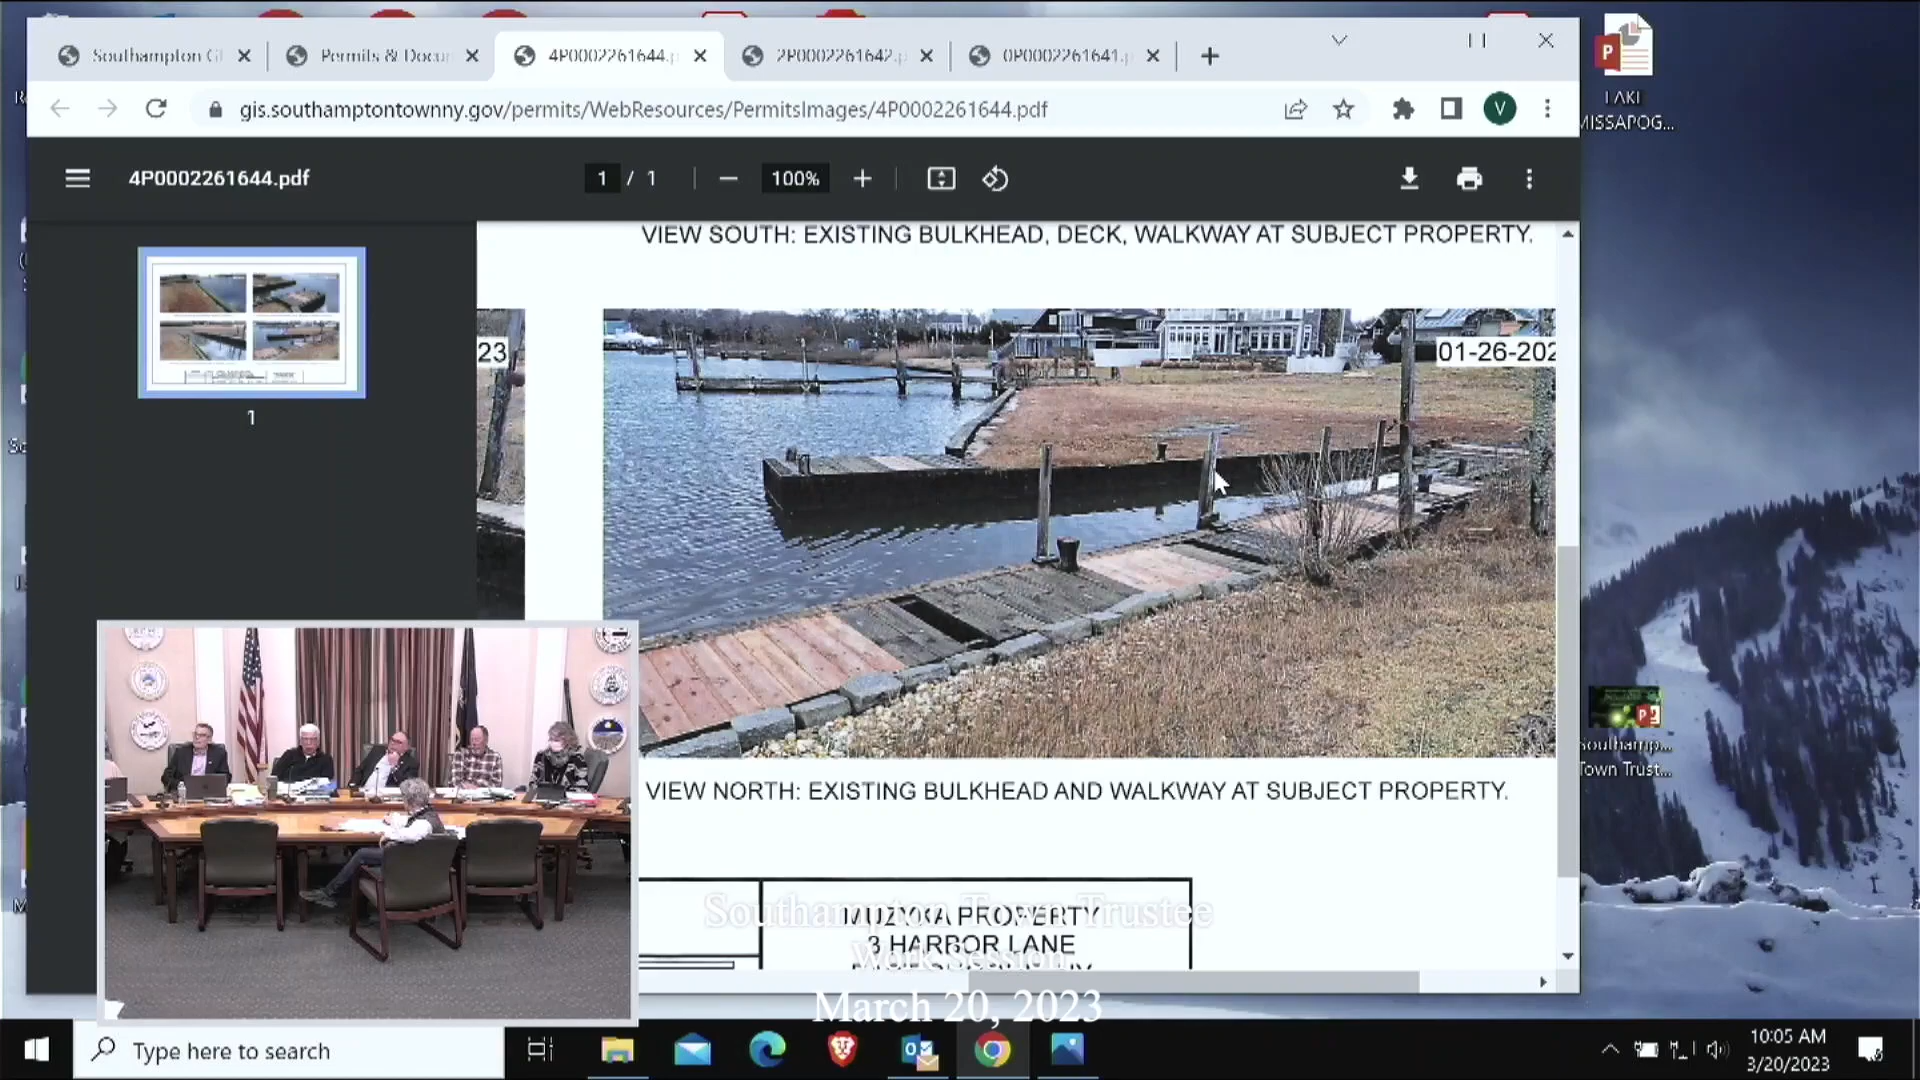 Southampton GI
Permits & Docum
4P0002261644.p
2P0002261642.p
0P0002261641.p
gis.southamptontownny.gov/permits/WebResources/PermitsImages/4P0002261644.pdf
V
4P0002261644.pdf
1 / 1
100%
VIEW SOUTH: EXISTING BULKHEAD, DECK, WALKWAY AT SUBJECT PROPERTY.
23
01-26-202
1
VIEW NORTH: EXISTING BULKHEAD AND WALKWAY AT SUBJECT PROPERTY.
MUZYKA PROPERTY
3 HARBOR LANE
Southampton Town Trustee
Work Session
March 20, 2023
MISSAPOG...
Southamp...
Town Trust...
Type here to search
10:05 AM
3/20/2023